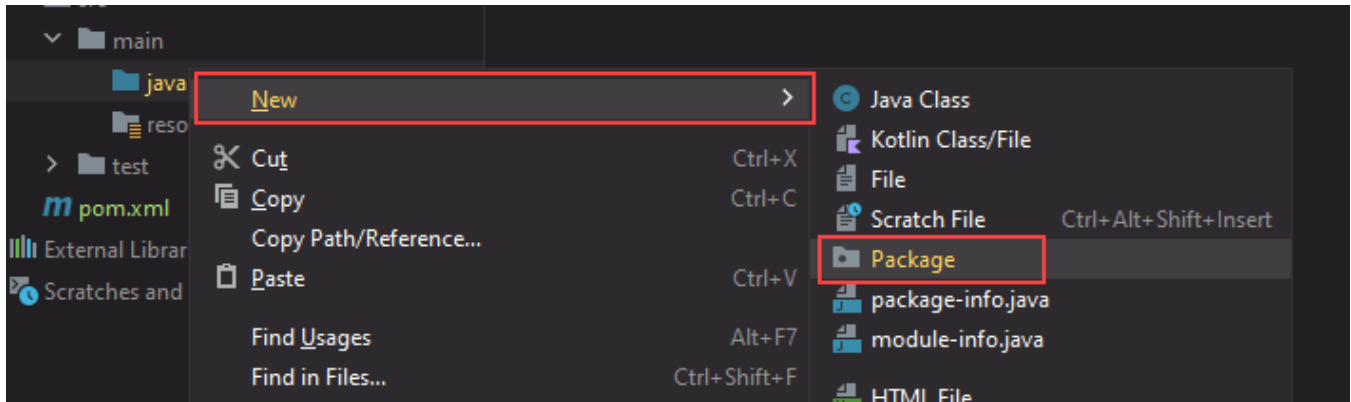 main
java
reso
test
pom.xml
External Librar
Scratches and
New
Cut Ctrl+X
Copy Ctrl+C
Copy Path/Reference...
Paste Ctrl+V
Find Usages Alt+F7
Find in Files... Ctrl+Shift+F
Java Class
Kotlin Class/File
File
Scratch File Ctrl+Alt+Shift+Insert
Package
package-info.java
module-info.java
HTML File